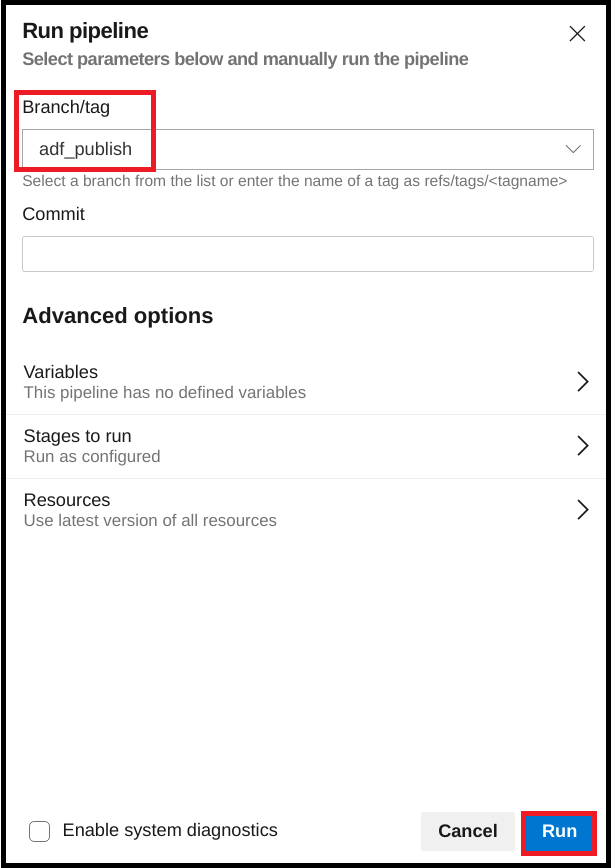 Run pipeline
Select parameters below and manually run the pipeline
Branch/tag
adf_publish
Select a branch from the list or enter the name of a tag as refs/tags/<tagname>
Commit
Advanced options
Variables
This pipeline has no defined variables
Stages to run
Run as configured
Resources
Use latest version of all resources
Enable system diagnostics
Cancel
Run